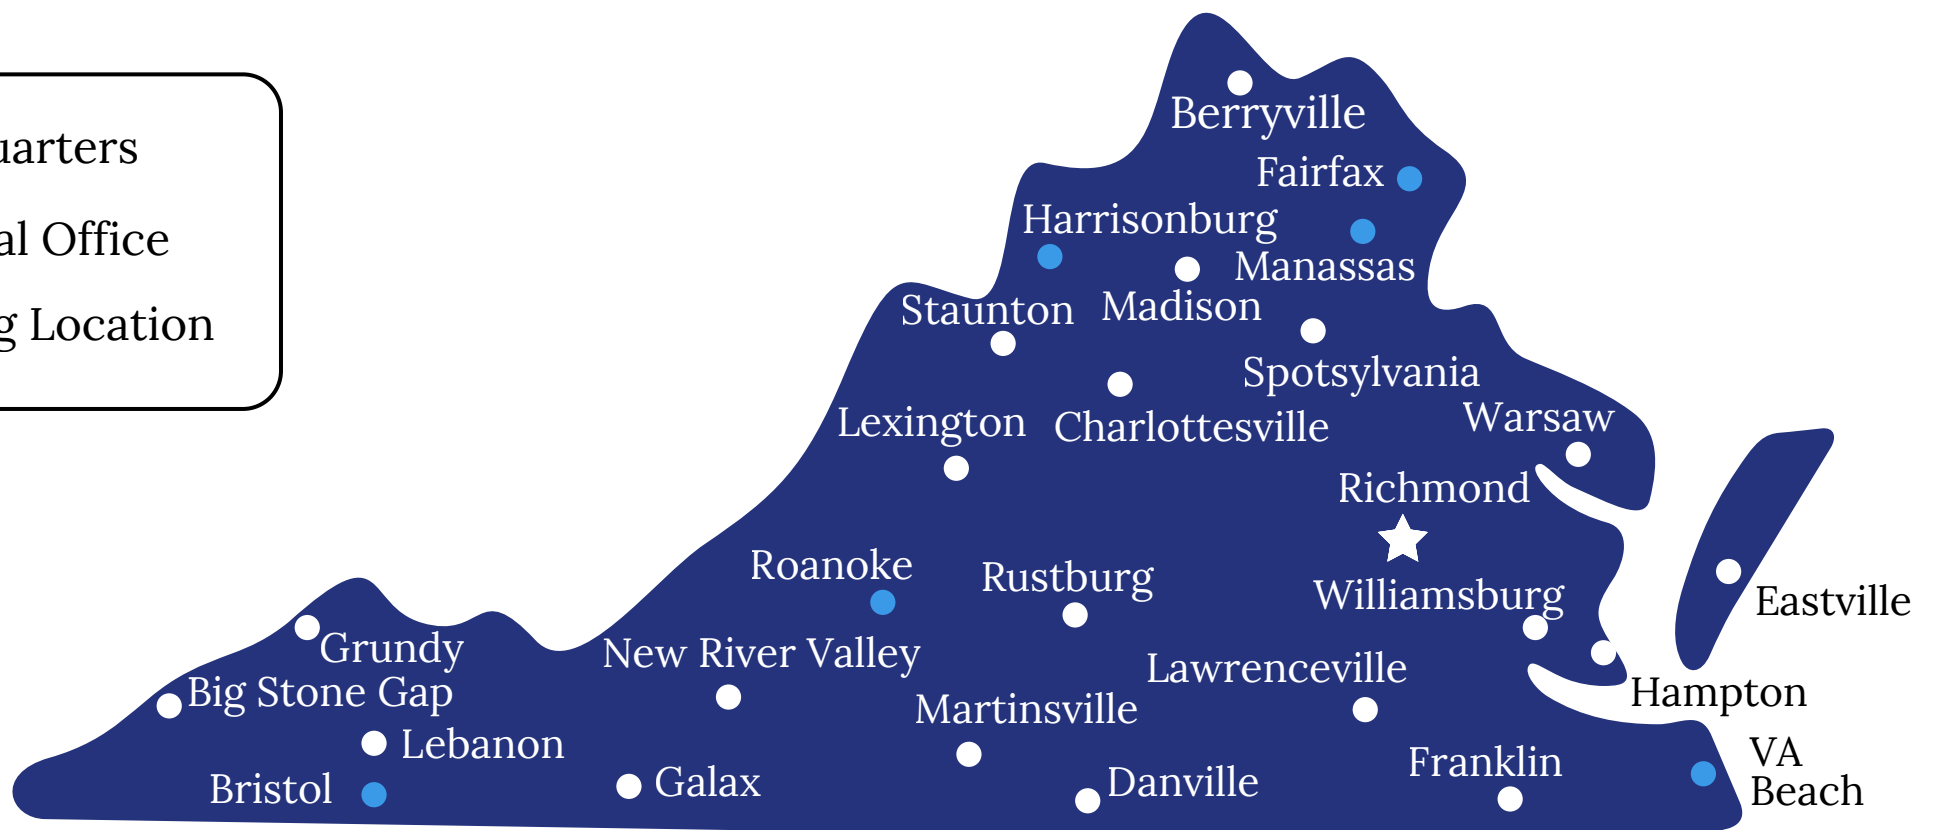 uarters
al Office
g Location
Berryville
Fairfax
Harrisonburg
Manassas
Staunton
Madison
Spotsylvania
Lexington
Charlottesville
Warsaw
Richmond
Roanoke
Rustburg
Williamsburg
Eastville
Grundy
New River Valley
Lawrenceville
Big Stone Gap
Hampton
Martinsville
Lebanon
VA
Beach
Bristol
Galax
Danville
Franklin